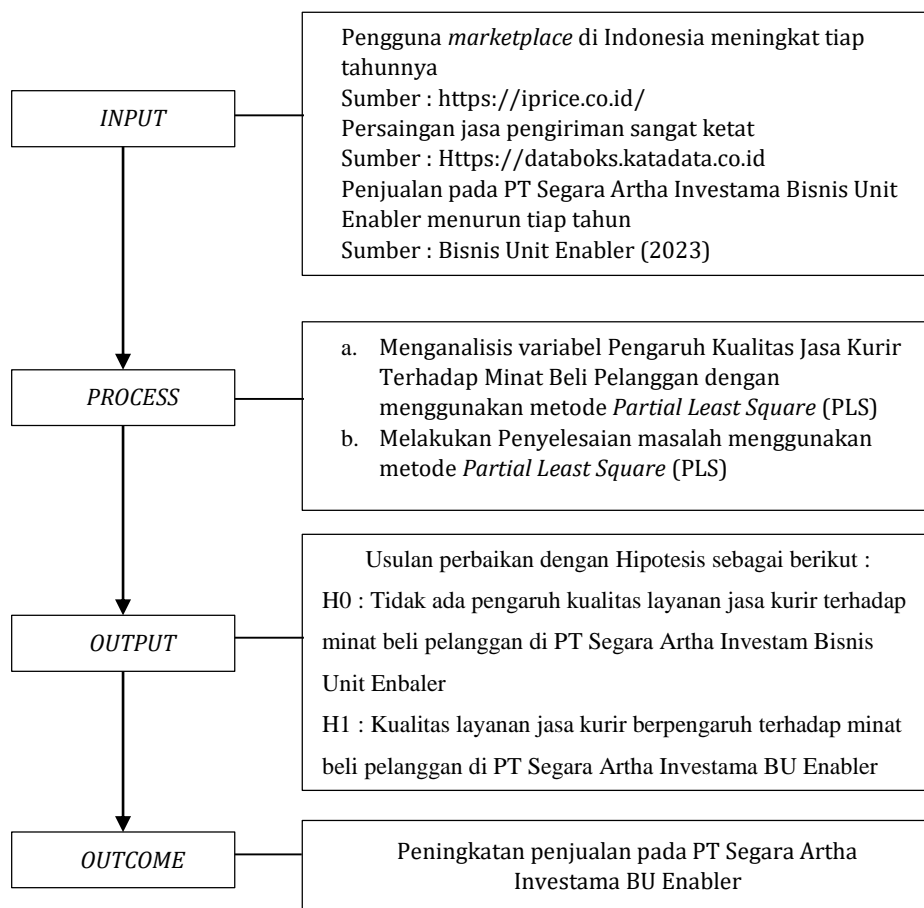 INPUT
Pengguna marketplace di Indonesia meningkat tiap
tahunnya
Sumber : https://iprice.co.id/
Persaingan jasa pengiriman sangat ketat
Sumber : Https://databoks.katadata.co.id
Penjualan pada PT Segara Artha Investama Bisnis Unit
Enabler menurun tiap tahun
Sumber : Bisnis Unit Enabler (2023)
PROCESS
a. Menganalisis variabel Pengaruh Kualitas Jasa Kurir
Terhadap Minat Beli Pelanggan dengan
menggunakan metode Partial Least Square (PLS)
b. Melakukan Penyelesaian masalah menggunakan
metode Partial Least Square (PLS)
OUTPUT
Usulan perbaikan dengan Hipotesis sebagai berikut :
H0 : Tidak ada pengaruh kualitas layanan jasa kurir terhadap
minat beli pelanggan di PT Segara Artha Investam Bisnis
Unit Enbaler
H1 : Kualitas layanan jasa kurir berpengaruh terhadap minat
beli pelanggan di PT Segara Artha Investama BU Enabler
OUTCOME
Peningkatan penjualan pada PT Segara Artha
Investama BU Enabler